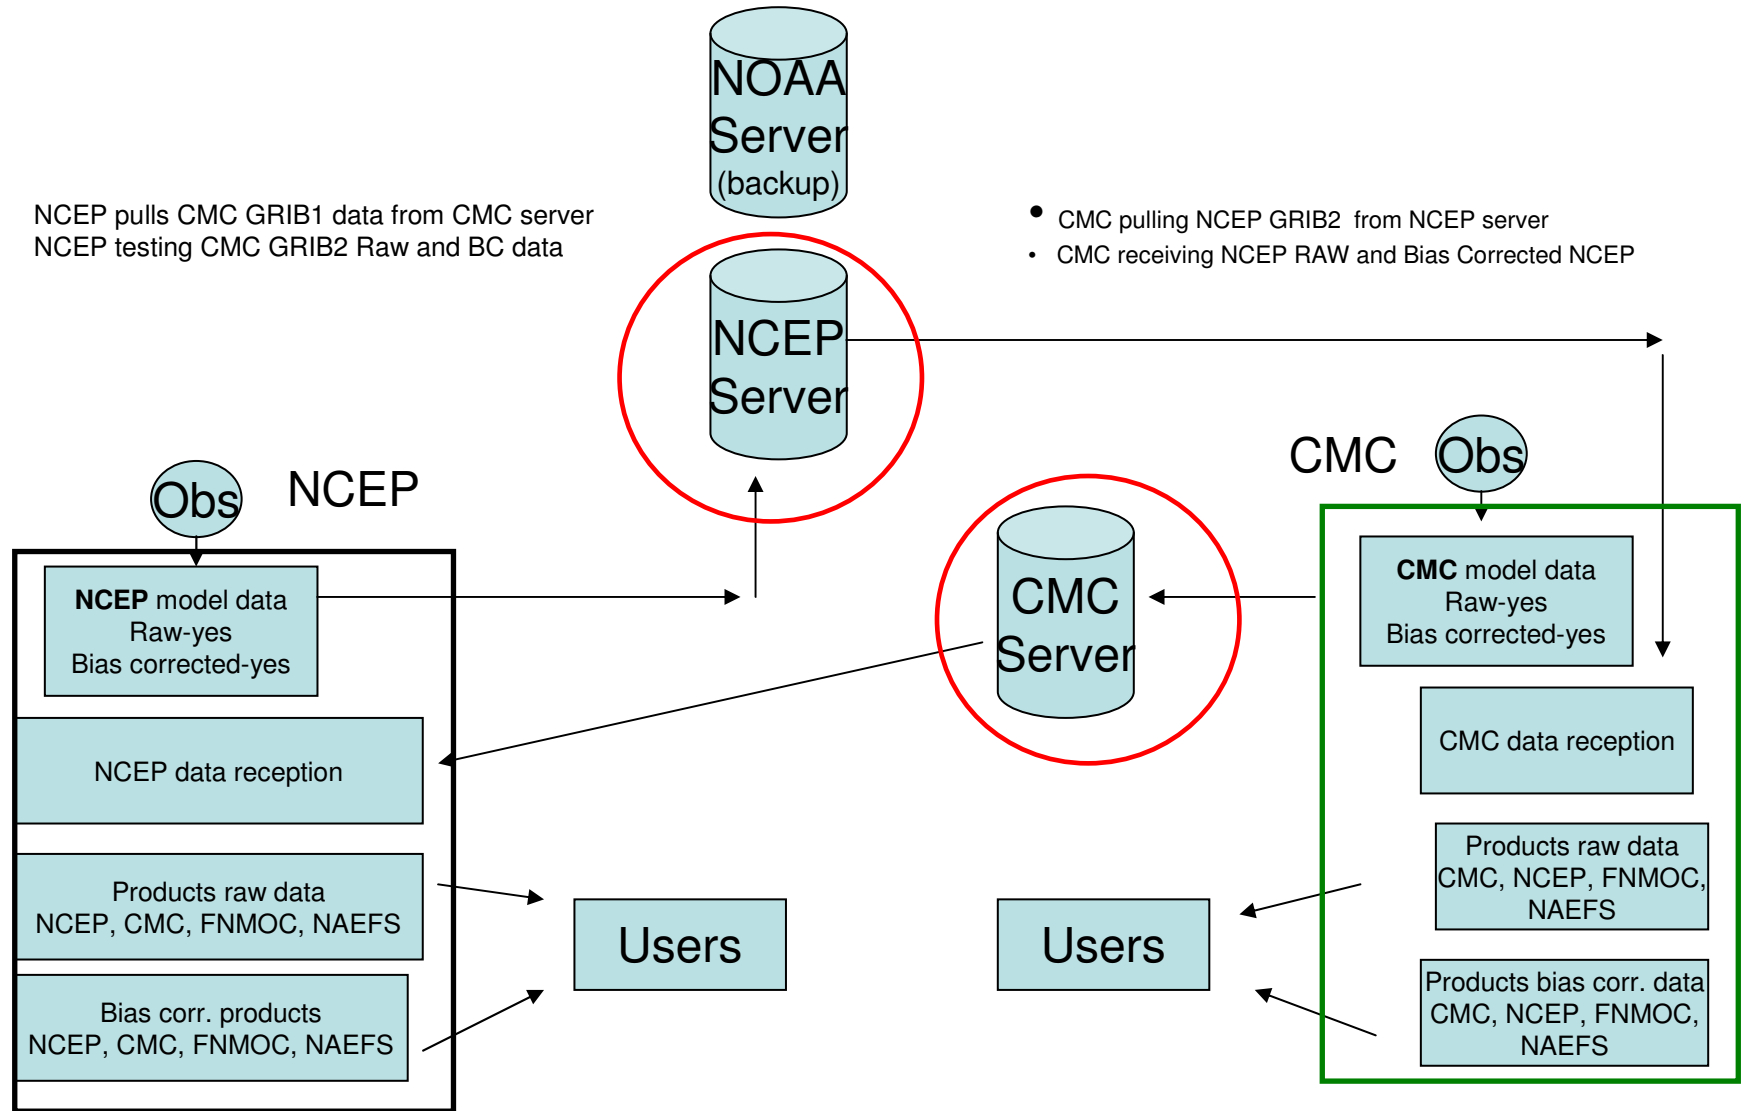 NOAA
Server
(backup)
NCEP pulls CMC GRIB1 data from CMC server
NCEP testing CMC GRIB2 Raw and BC data
• CMC pulling NCEP GRIB2 from NCEP server
• CMC receiving NCEP RAW and Bias Corrected NCEP
NCEP
Server
Obs
NCEP
CMC
Obs
NCEP model data
Raw-yes
Bias corrected-yes
CMC
Server
CMC model data
Raw-yes
Bias corrected-yes
NCEP data reception
CMC data reception
Products raw data
NCEP, CMC, FNMOC, NAEFS
Users
Users
Products raw data
CMC, NCEP, FNMOC,
NAEFS
Bias corr. products
NCEP, CMC, FNMOC, NAEFS
Products bias corr. data
CMC, NCEP, FNMOC,
NAEFS